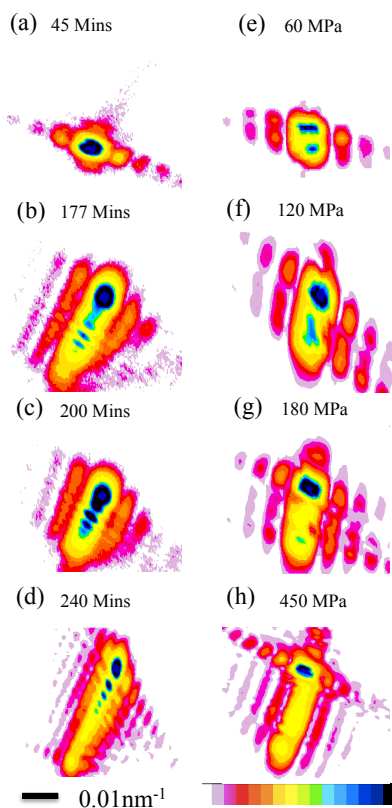 (a) 45 Mins
(e) 60 MPa
(b) 177 Mins
(f) 120 MPa
(c) 200 Mins
(g) 180 MPa
(d) 240 Mins
(h) 450 MPa
0.01nm⁻¹